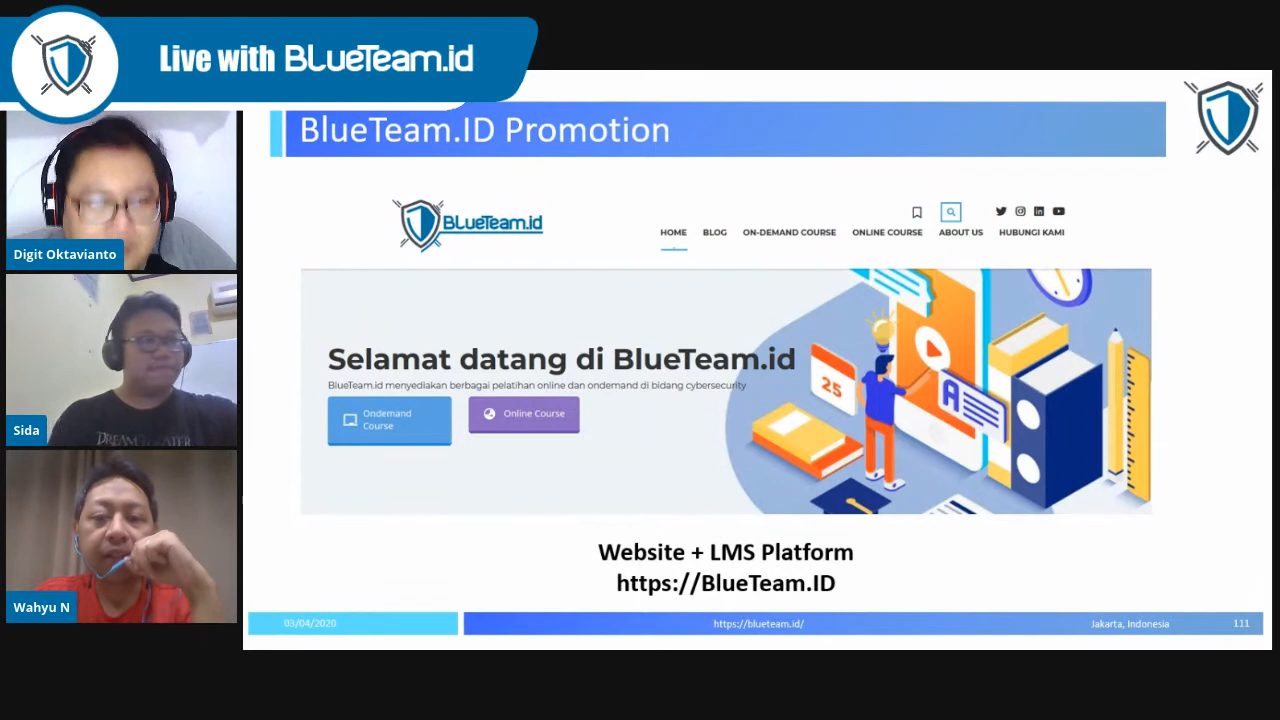 Live with BLueTeam.id
BlueTeam.ID Promotion
BLueTeam.id
HOME BLOG ON-DEMAND COURSE ONLINE COURSE ABOUT US HUBUNGI KAMI
Selamat datang di BlueTeam.id
BlueTeam.id menyediakan berbagai pelatihan online dan ondemand di bidang cybersecurity
Ondemand
Course
Online Course
25
A
Website + LMS Platform
https://BlueTeam.ID
03/04/2020 https://blueteam.id/ Jakarta, Indonesia 111
Digit Oktavianto
Sida
DREAM THEATER
Wahyu N